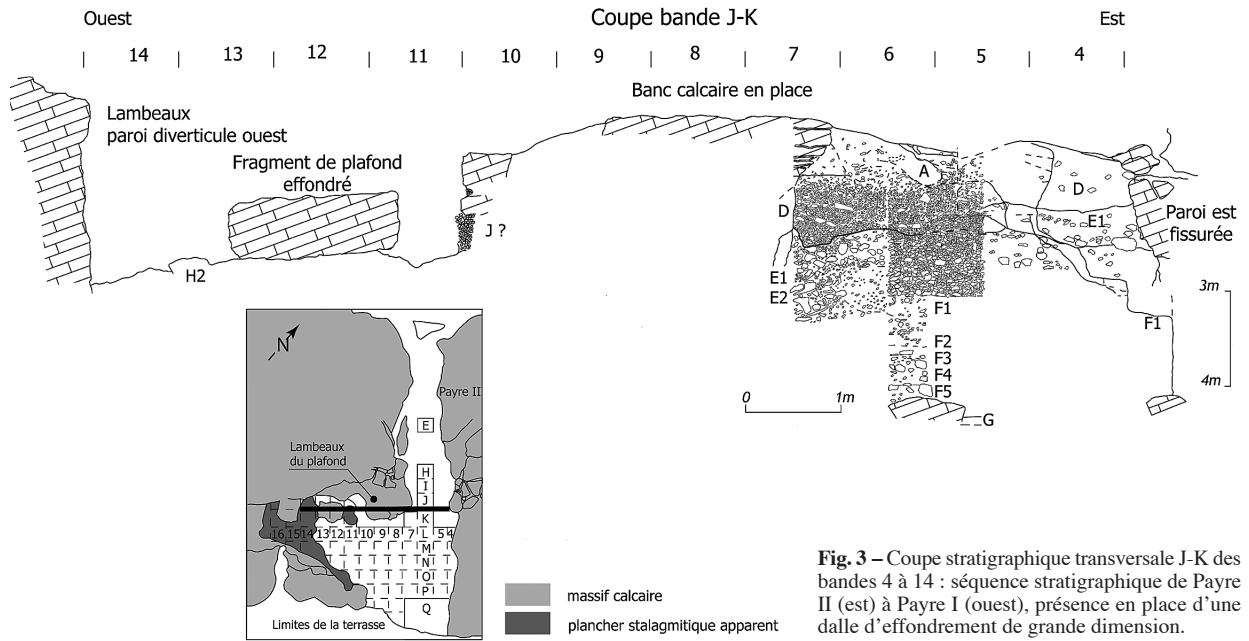 Ouest
Coupe bande J-K
Est
14 13 12 11 10 9 8 7 6 5 4
Lambeaux
paroi diverticule ouest
Fragment de plafond
effondré
Banc calcaire en place
A
D
D
E1
J ?
Paroi est
fissurée
H2
E1
E2
F1
F2
F3
F4
F5
G
F1
3m
4m
0 1m
N
Payre II
E
Lambeaux
du plafond
H
I
J
K
16 15 14 13 12 11 10 9 8 7 L 5 4
M
N
O
P
Q
Limites de la terrasse
massif calcaire
plancher stalagmitique apparent
Fig. 3 – Coupe stratigraphique transversale J-K des
bandes 4 à 14 : séquence stratigraphique de Payre
II (est) à Payre I (ouest), présence en place d'une
dalle d'effondrement de grande dimension.